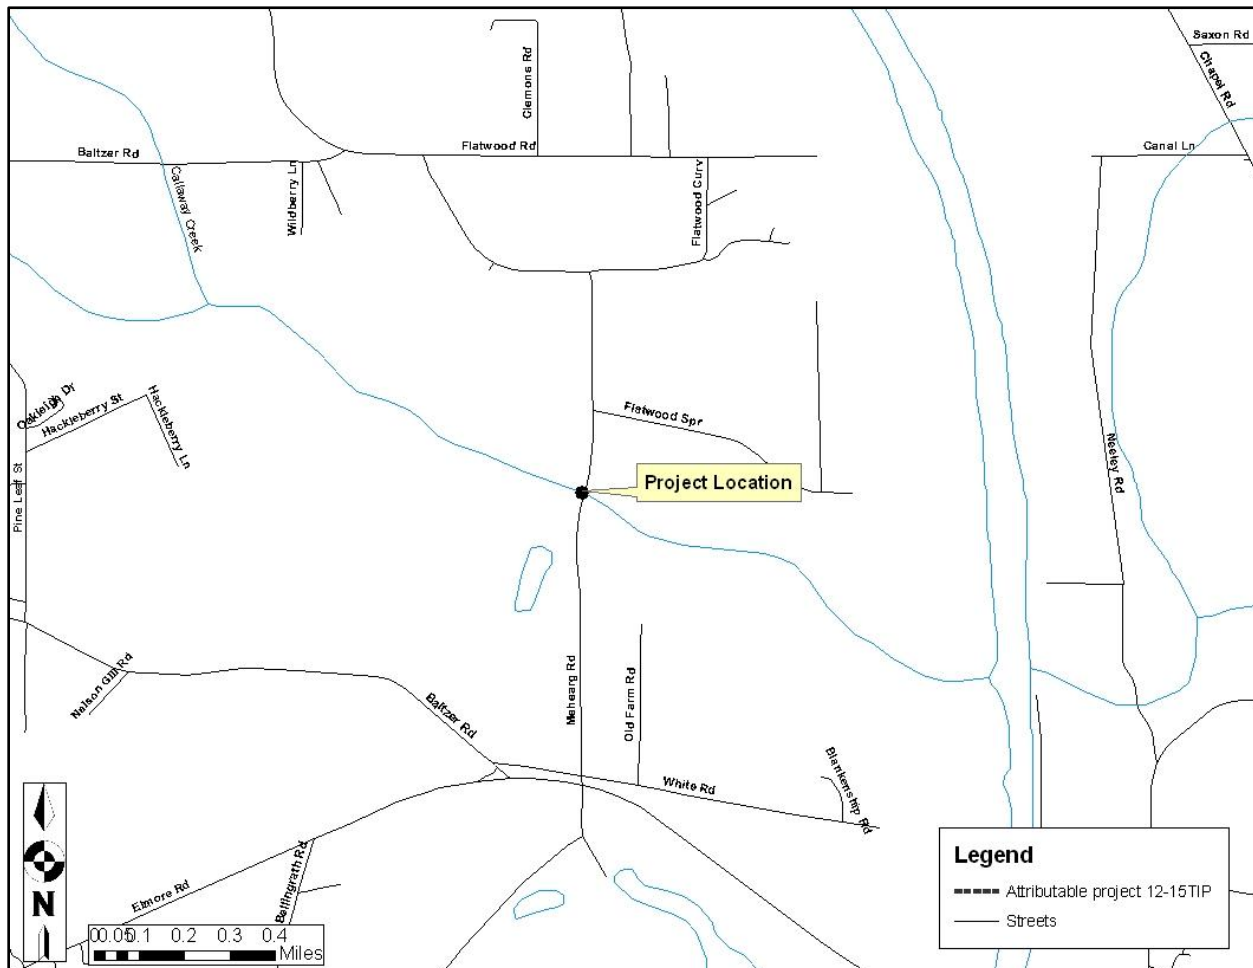 Saxon Rd
Chapel Rd
Clemons Rd
Baltzer Rd
Flatwood Rd
Canal Ln
Callaway Creek
Wildberry Ln
Flatwood Curv
Oakleigh Dr
Hackleberry St
Hackleberry Ln
Flatwood Spr
Neeley Rd
Project Location
Pine Leaf St
Nelson Gill Rd
Baltzer Rd
Mehearg Rd
Old Farm Rd
White Rd
Blankenship Rd
Elmore Rd
Bellingrath Rd
N
0 0.05 0.1 0.2 0.3 0.4
Miles
Legend
Attributable project 12-15TIP
Streets